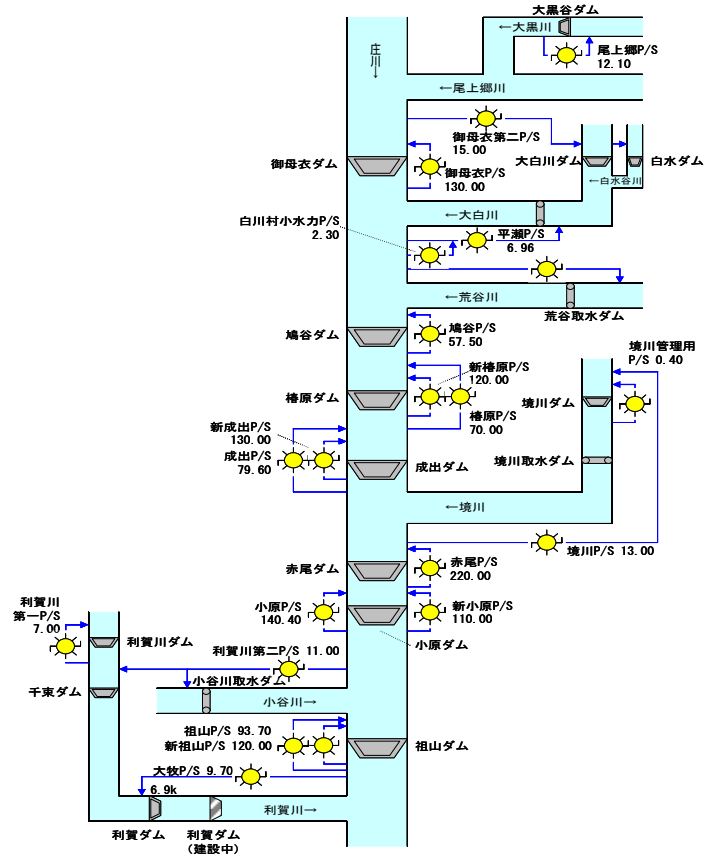 大黒谷ダム
←大黒川
尾上郷P/S
12.10
庄川→
←尾上郷川
御母衣第二P/S
15.00
御母衣ダム
御母衣P/S
130.00
大白川ダム
白水ダム
←白水谷川
←大白川
白川村小水力P/S
2.30
平瀬P/S
6.96
←荒谷川
荒谷取水ダム
鳩谷ダム
鳩谷P/S
57.50
境川管理用
P/S 0.40
新椿原P/S
120.00
椿原ダム
境川ダム
椿原P/S
70.00
新成出P/S
130.00
成出P/S
79.60
成出ダム
境川取水ダム
←境川
境川P/S 13.00
赤尾ダム
赤尾P/S
220.00
利賀川
第一P/S
7.00
小原P/S
140.40
新小原P/S
110.00
利賀川ダム
小原ダム
利賀川第二P/S 11.00
小谷川取水ダム
千束ダム
小谷川→
祖山P/S 93.70
新祖山P/S 120.00
祖山ダム
大牧P/S 9.70
6.9k
利賀川→
利賀ダム
利賀ダム
（建設中）